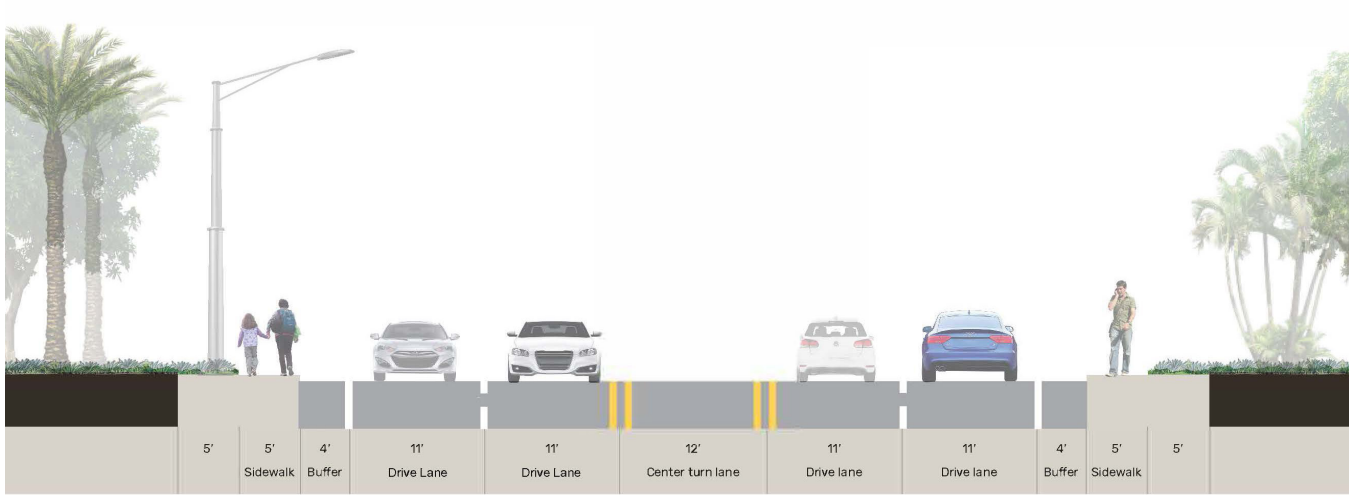 5’ 5’ 4’ 11’ 11’ 12’ 11’ 11’ 4’ 5’ 5’
Sidewalk Buffer Drive Lane Drive Lane Center turn lane Drive lane Drive lane Buffer Sidewalk